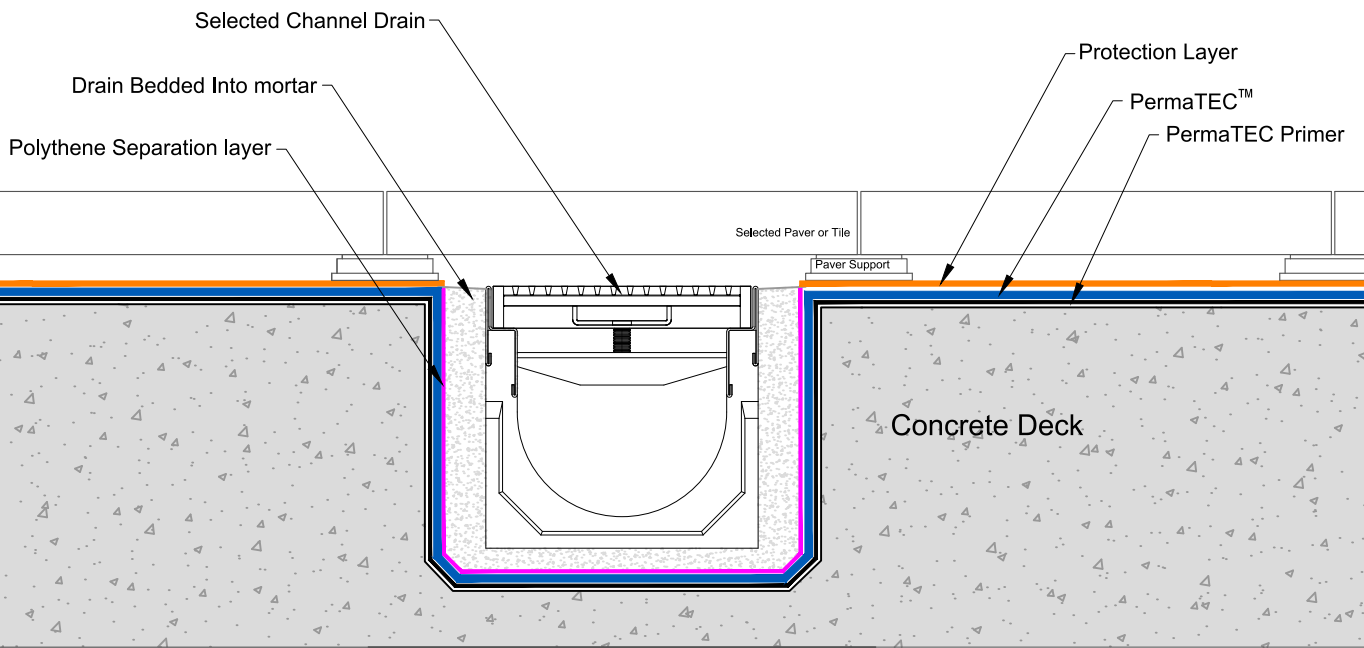 Selected Channel Drain
Drain Bedded Into mortar
Polythene Separation layer
Protection Layer
PermaTEC™
PermaTEC Primer
Selected Paver or Tile
Paver Support
Concrete Deck